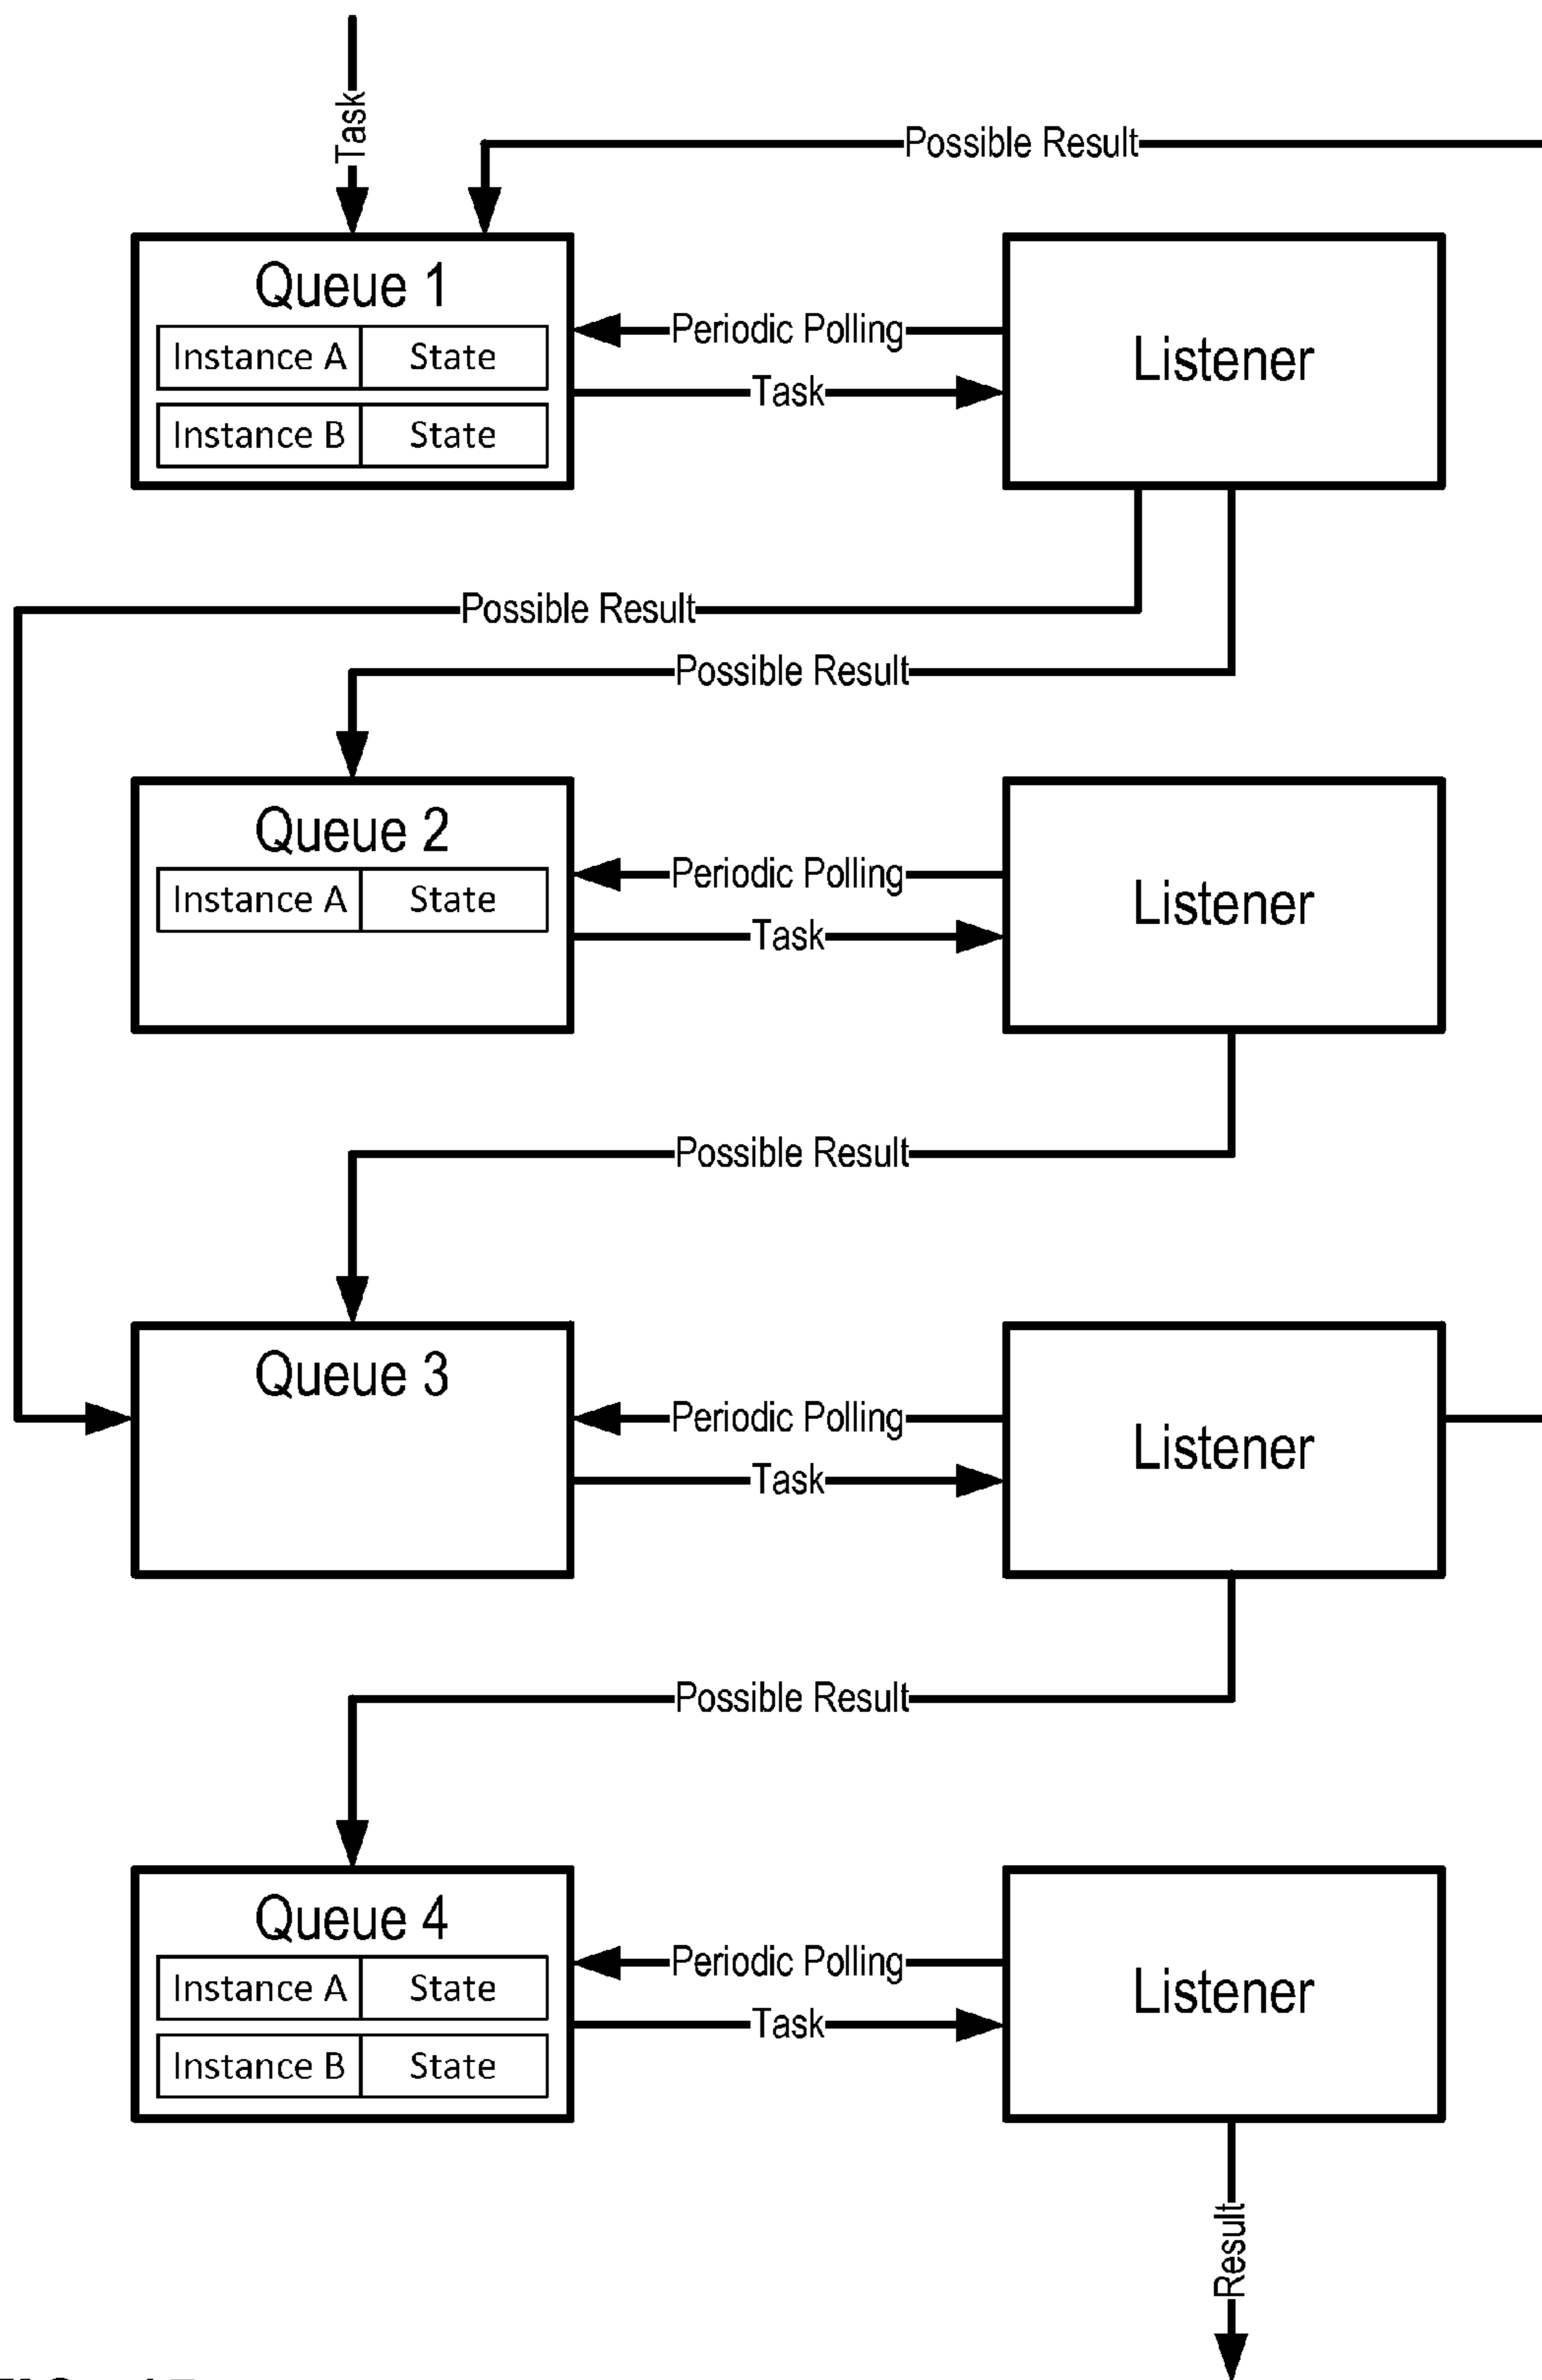 Task
Possible Result
Queue 1
Instance A State
Instance B State
Periodic Polling
Task
Listener
Possible Result
Possible Result
Queue 2
Instance A State
Periodic Polling
Task
Listener
Possible Result
Queue 3
Periodic Polling
Task
Listener
Possible Result
Queue 4
Instance A State
Instance B State
Periodic Polling
Task
Listener
Result